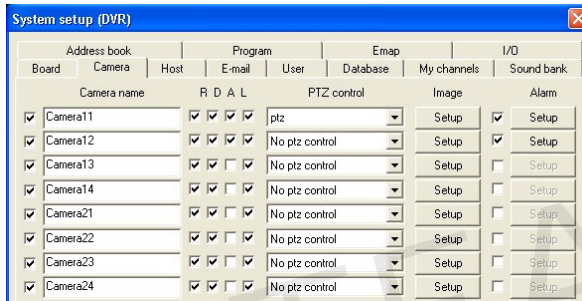 System setup (DVR)
Address book Program Emap I/O
Board Camera Host E-mail User Database My channels Sound bank
Camera name R D A L PTZ control Image Alarm
Camera11 ptz Setup Setup
Camera12 No ptz control Setup Setup
Camera13 No ptz control Setup Setup
Camera14 No ptz control Setup Setup
Camera21 No ptz control Setup Setup
Camera22 No ptz control Setup Setup
Camera23 No ptz control Setup Setup
Camera24 No ptz control Setup Setup